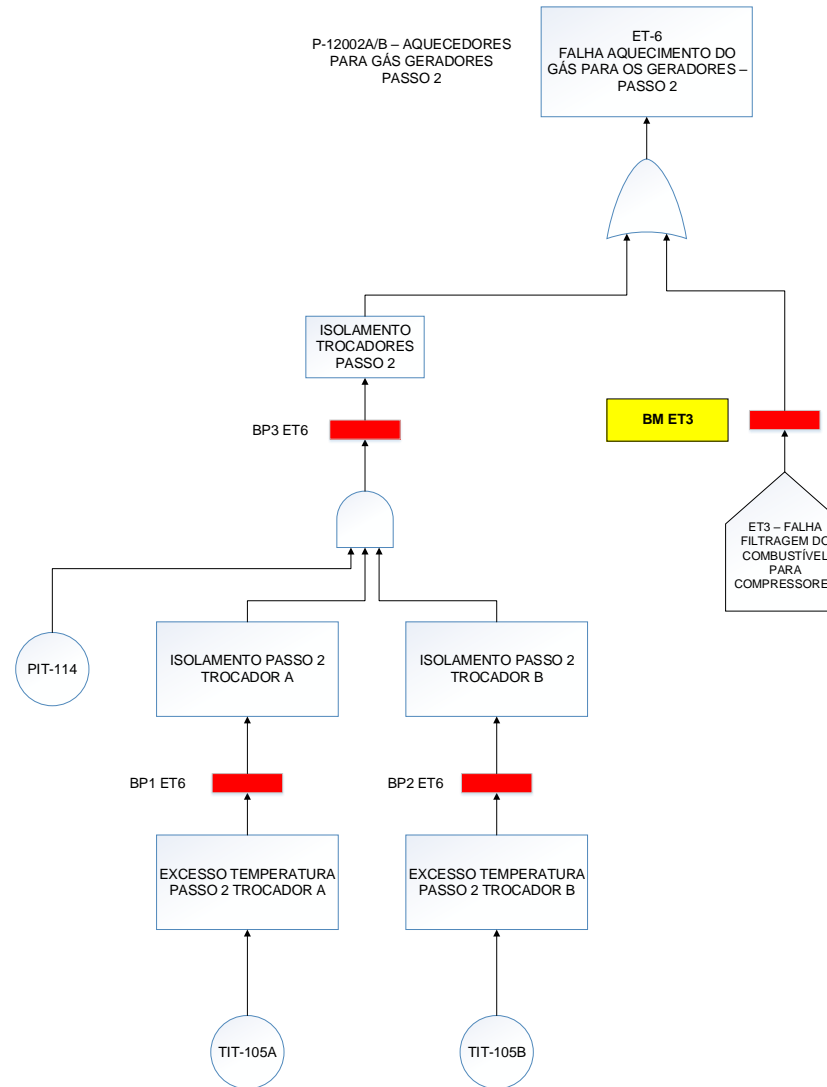 P-12002A/B – AQUECEDORES
PARA GÁS GERADORES
PASSO 2
ET-6
FALHA AQUECIMENTO DO
GÁS PARA OS GERADORES –
PASSO 2
ISOLAMENTO
TROCADORES
PASSO 2
BP3 ET6
BM ET3
ET3 – FALHA
FILTRAGEM DO
COMBUSTÍVEL
PARA
COMPRESSORE
PIT-114
ISOLAMENTO PASSO 2
TROCADOR A
ISOLAMENTO PASSO 2
TROCADOR B
BP1 ET6
BP2 ET6
EXCESSO TEMPERATURA
PASSO 2 TROCADOR A
EXCESSO TEMPERATURA
PASSO 2 TROCADOR B
TIT-105A
TIT-105B